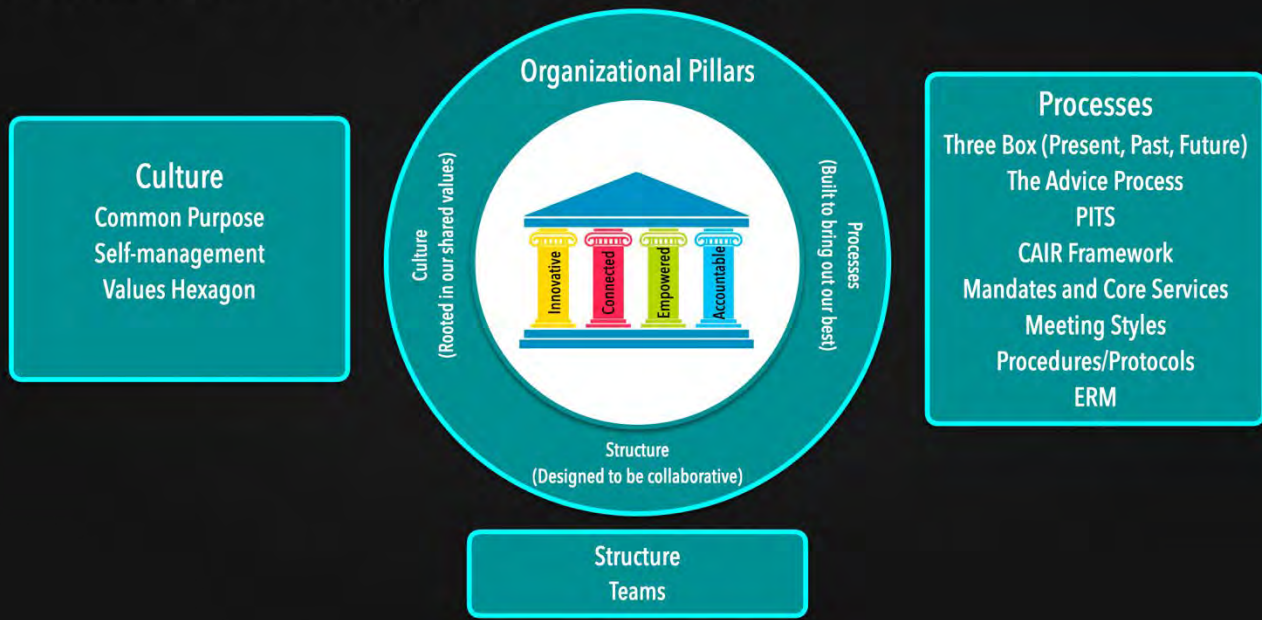 Organizational Pillars
Culture
(Rooted in our shared values)
Innovative
Connected
Empowered
Accountable
Processes
(Built to bring out our best)
Structure
(Designed to be collaborative)
Culture
Common Purpose
Self-management
Values Hexagon
Processes
Three Box (Present, Past, Future)
The Advice Process
PITS
CAIR Framework
Mandates and Core Services
Meeting Styles
Procedures/Protocols
ERM
Structure
Teams